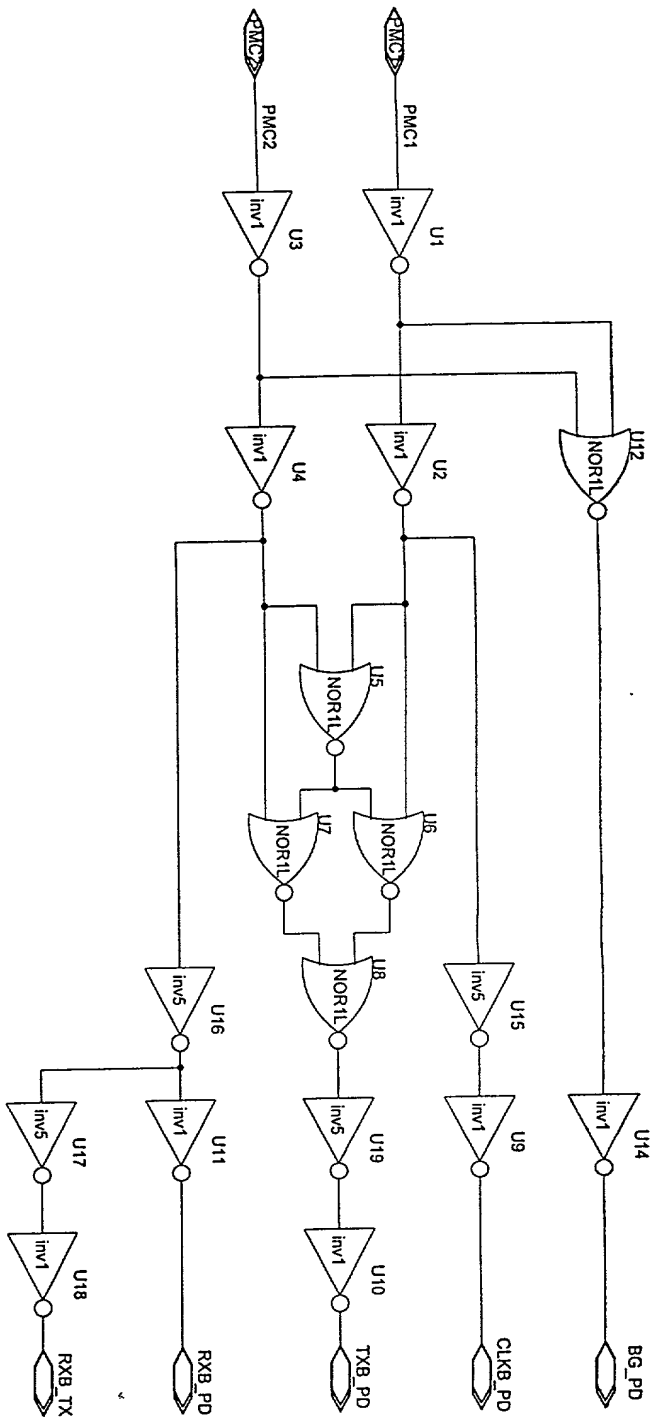 PMC2
PMC2
inv1
U3
inv1
U4
inv5
U16
inv5
U17
inv1
U18
RXB_TX
inv1
U11
RXB_PD
PMC1
PMC1
inv1
U1
inv1
U2
U5
NOR1L
U7
NOR1L
U6
NOR1L
U8
NOR1L
inv5
U19
inv1
U10
TXB_PD
inv5
U15
inv1
U9
CLKB_PD
U12
NOR1L
inv1
U14
BG_PD